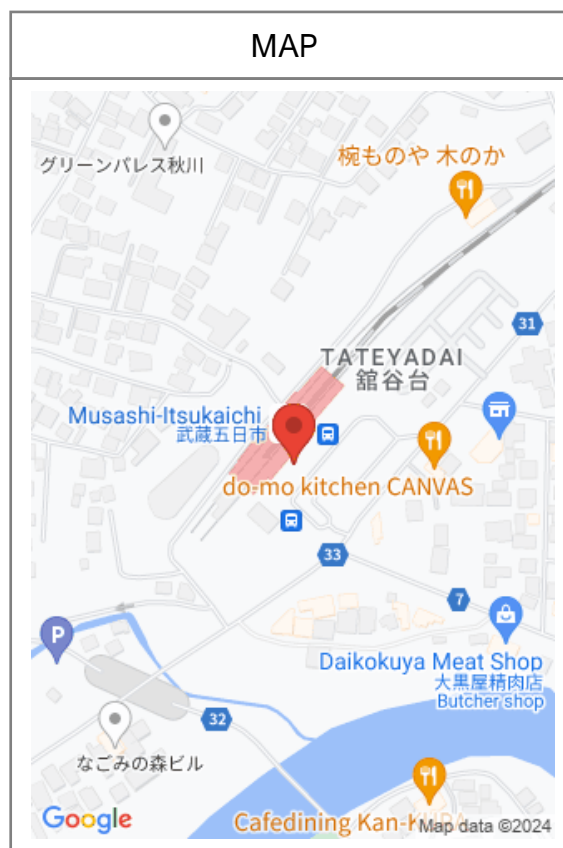 MAP
グリーンパレス秋川
椀ものや 木のか
31
TATEYADAI
舘谷台
Musashi-Itsukaichi
武蔵五日市
do-mo kitchen CANVAS
33
7
P
Daikokuya Meat Shop
大黒屋精肉店
Butcher shop
32
なごみの森ビル
Google
Cafedining
Map data ©2024